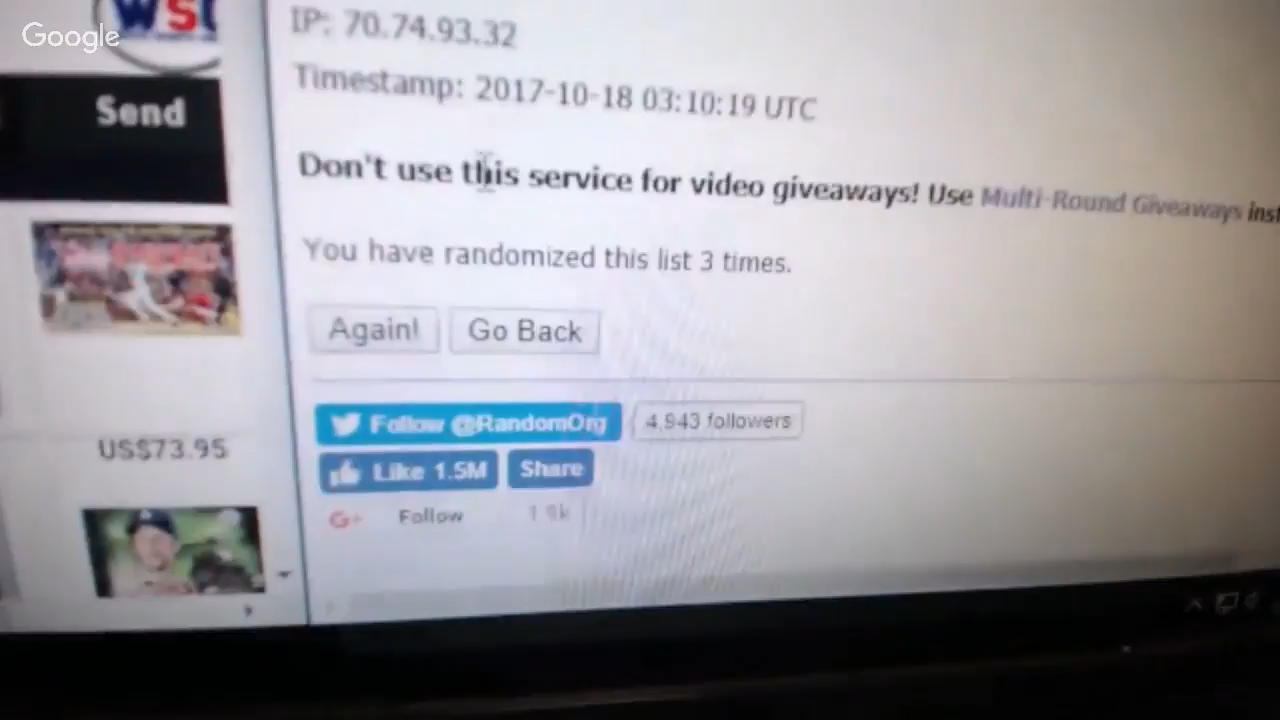 Google
WS
Send
US$73.95
IP: 70.74.93.32
Timestamp: 2017-10-18 03:10:19 UTC
Don't use this service for video giveaways! Use Multi-Round Giveaways inst
You have randomized this list 3 times.
Again! Go Back
Follow @RandomOrg 4,943 followers
Like 1.5M Share
G+ Follow